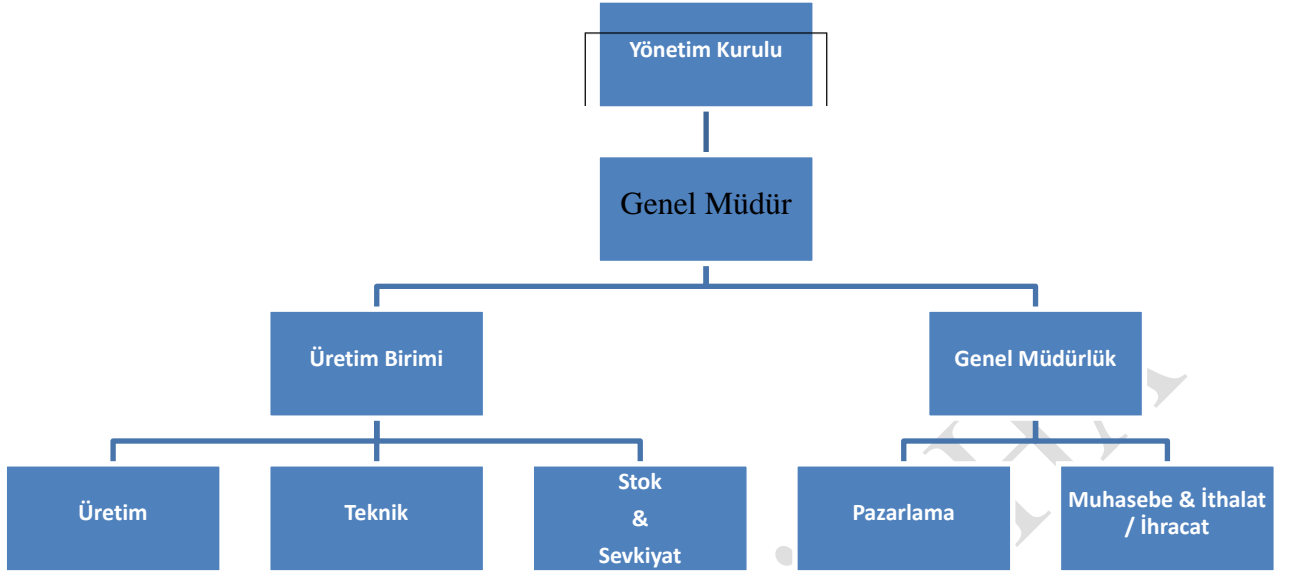 Yönetim Kurulu
Genel Müdür
Üretim Birimi
Genel Müdürlük
Üretim
Teknik
Stok
&
Sevkiyat
Pazarlama
Muhasebe & İthalat
/ İhracat